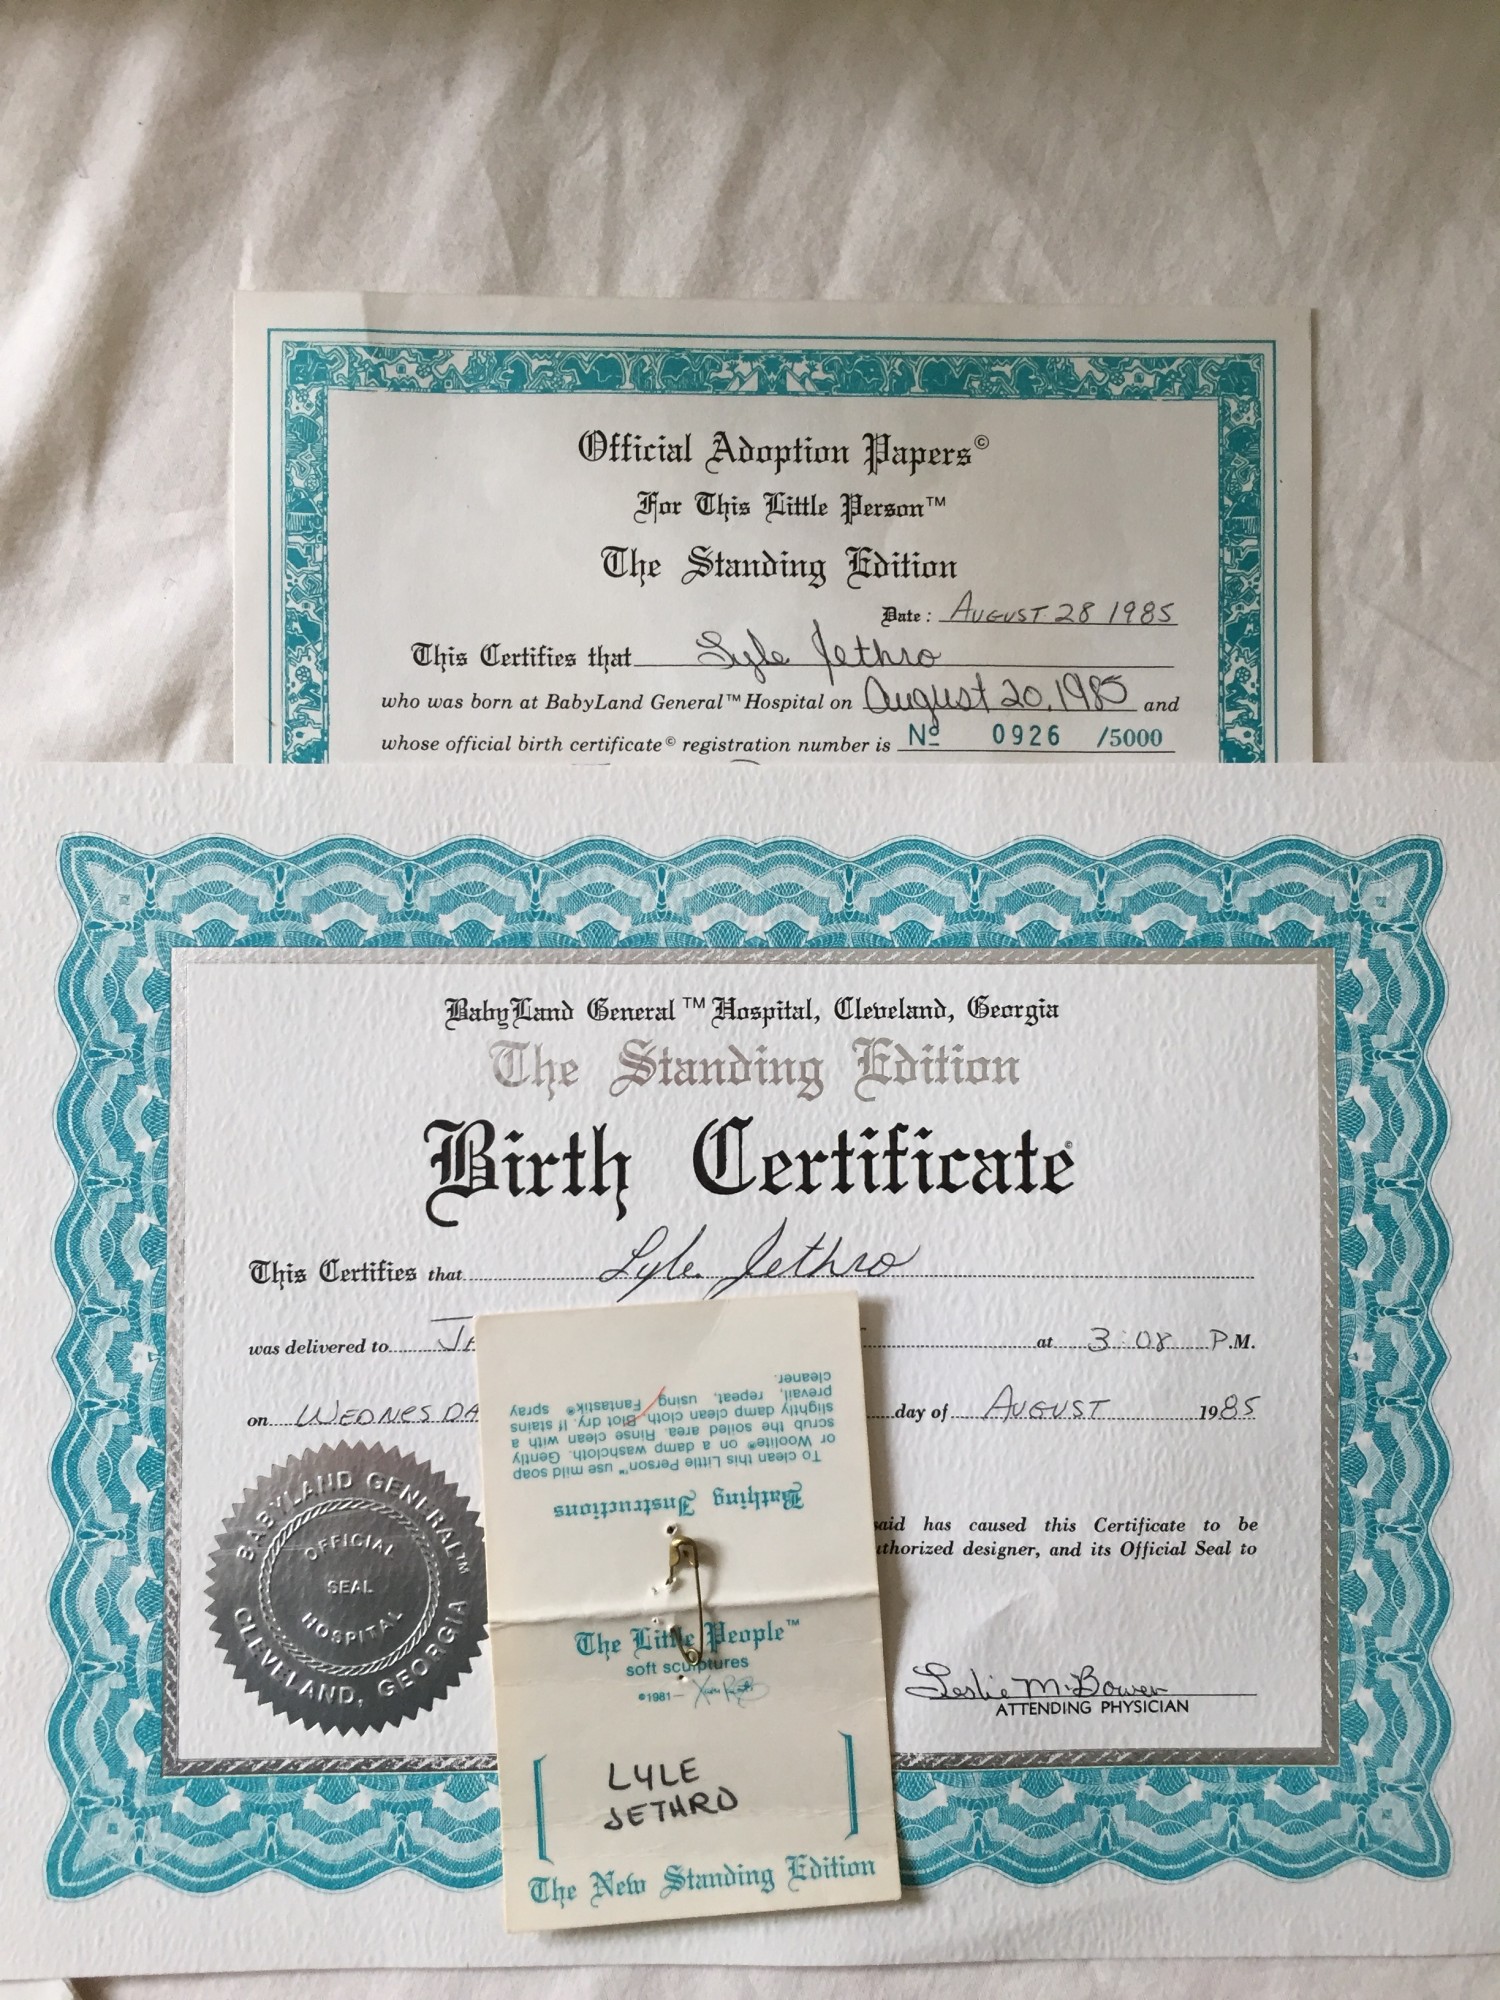 Official Adoption Papers©
For This Little Person™
The Standing Edition
Date: AUGUST 28 1985
This Certifies that Lyle Jethro
who was born at BabyLand General™ Hospital on August 20, 1985 and
whose official birth certificate© registration number is Nº 0926 /5000
BabyLand General™ Hospital, Cleveland, Georgia
The Standing Edition
Birth Certificate©
This Certifies that Lyle Jethro
was delivered to JA at 3:08 P.M.
on WEDNESDA day of AUGUST 1985
said has caused this Certificate to be
thorized designer, and its Official Seal to
BABYLAND GENERAL™
OFFICIAL
SEAL
HOSPITAL
CLEVELAND, GEORGIA
Leslie McBowen
ATTENDING PHYSICIAN
Bathing Instructions
To clean this Little Person™ use mild soap
or Woolite® on a damp washcloth. Gently
scrub the soiled area. Rinse clean with a
slightly damp clean cloth. Blot dry. If stains
prevail, repeat, using Fantastik® spray
cleaner.
The Little People™
soft sculptures
©1981—
LYLE
JETHRO
The New Standing Edition